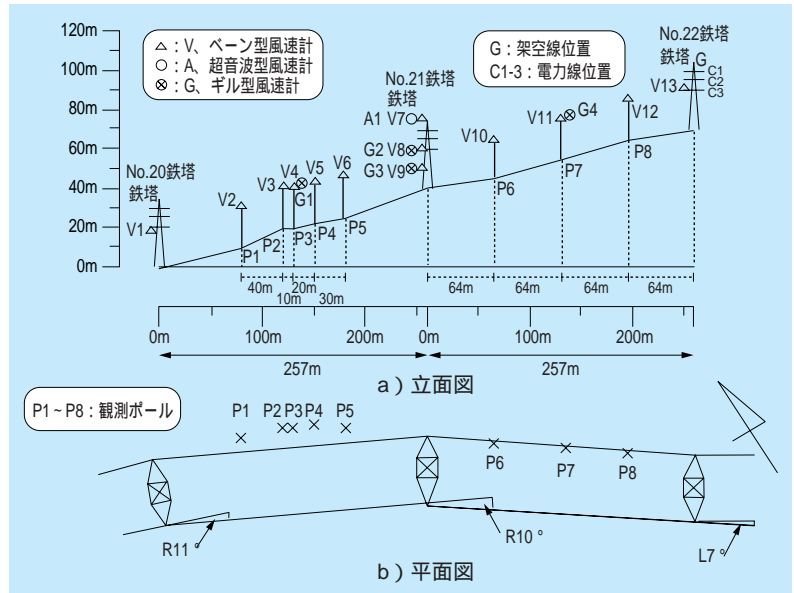 120m
100m
80m
60m
40m
20m
0m
△：V、ベーン型風速計
○：A、超音波型風速計
⊗：G、ギル型風速計
G：架空線位置
C1-3：電力線位置
No.20鉄塔
鉄塔
V1
V2
V3
V4
V5
V6
G1
P1
P2
P3
P4
P5
No.21鉄塔
鉄塔
A1 V7
G2 V8
G3 V9
V10
V11
G4
V12
P6
P7
P8
No.22鉄塔
鉄塔
G
C1
C2
C3
V13
40m
10m
20m
30m
64m
64m
64m
64m
0m
100m
200m
0m
100m
200m
257m
257m
a）立面図
P1~P8：観測ポール
P1
P2
P3
P4
P5
P6
P7
P8
R11°
R10°
L7°
b）平面図